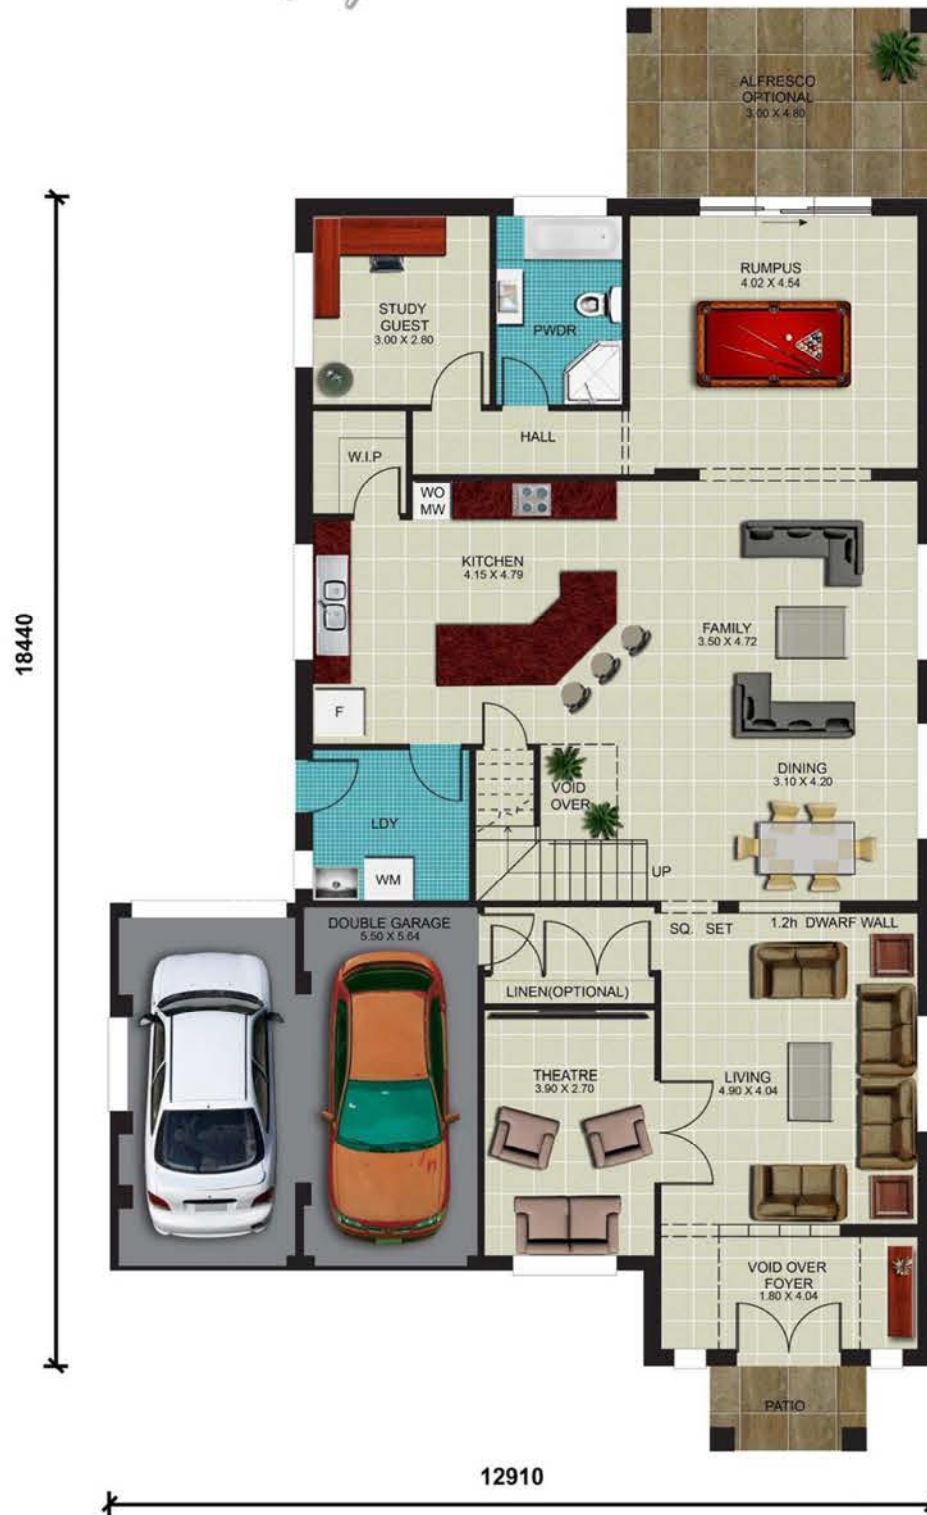 ALFRESCO
OPTIONAL
3.00 X 4.80
RUMPUS
4.02 X 4.54
STUDY
GUEST
3.00 X 2.80
PWDR
HALL
W.I.P
WO
MW
KITCHEN
4.15 X 4.79
FAMILY
3.50 X 4.72
18440
F
DINING
3.10 X 4.20
VOID
OVER
LDY
WM
UP
DOUBLE GARAGE
5.50 X 5.64
SQ. SET
1.2h DWARF WALL
LINEN(OPTIONAL)
THEATRE
3.90 X 2.70
LIVING
4.90 X 4.04
VOID OVER
FOYER
1.80 X 4.04
PATIO
12910